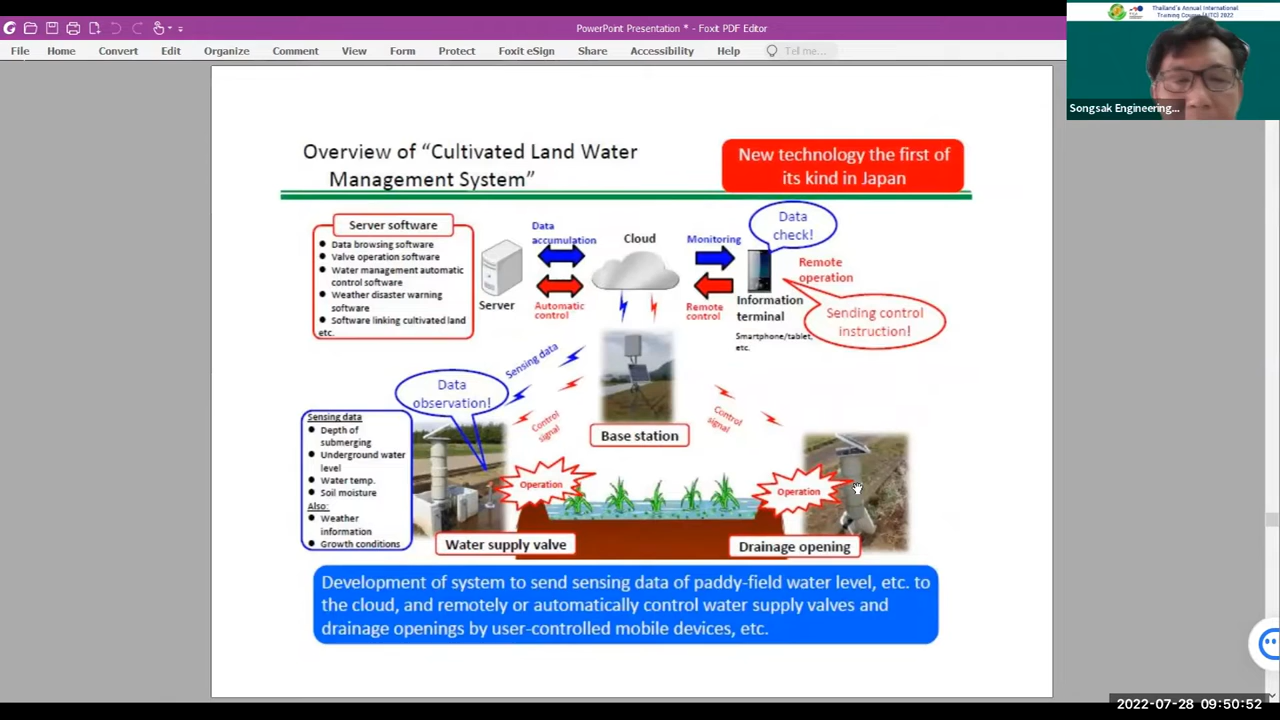 PowerPoint Presentation * - Foxit PDF Editor
File Home Convert Edit Organize Comment View Form Protect Foxit eSign Share Accessibility Help Tell me...
Thailand's Annual International
Training Course (AITC) 2022
Songsak Engineering...
Overview of “Cultivated Land Water
Management System”
New technology the first of
its kind in Japan
Server software
● Data browsing software
● Valve operation software
● Water management automatic
control software
● Weather disaster warning
software
● Software linking cultivated land
etc.
Server
Data
accumulation
Automatic
control
Cloud
Monitoring
Remote
control
Data
check!
Remote
operation
Information
terminal
Smartphone/tablet,
etc.
Sending control
instruction!
Sensing data
Control
signal
Control
signal
Base station
Data
observation!
Sensing data
● Depth of
submerging
● Underground water
level
● Water temp.
● Soil moisture
Also:
● Weather
information
● Growth conditions
Operation
Operation
Water supply valve
Drainage opening
Development of system to send sensing data of paddy-field water level, etc. to
the cloud, and remotely or automatically control water supply valves and
drainage openings by user-controlled mobile devices, etc.
2022-07-28 09:50:52